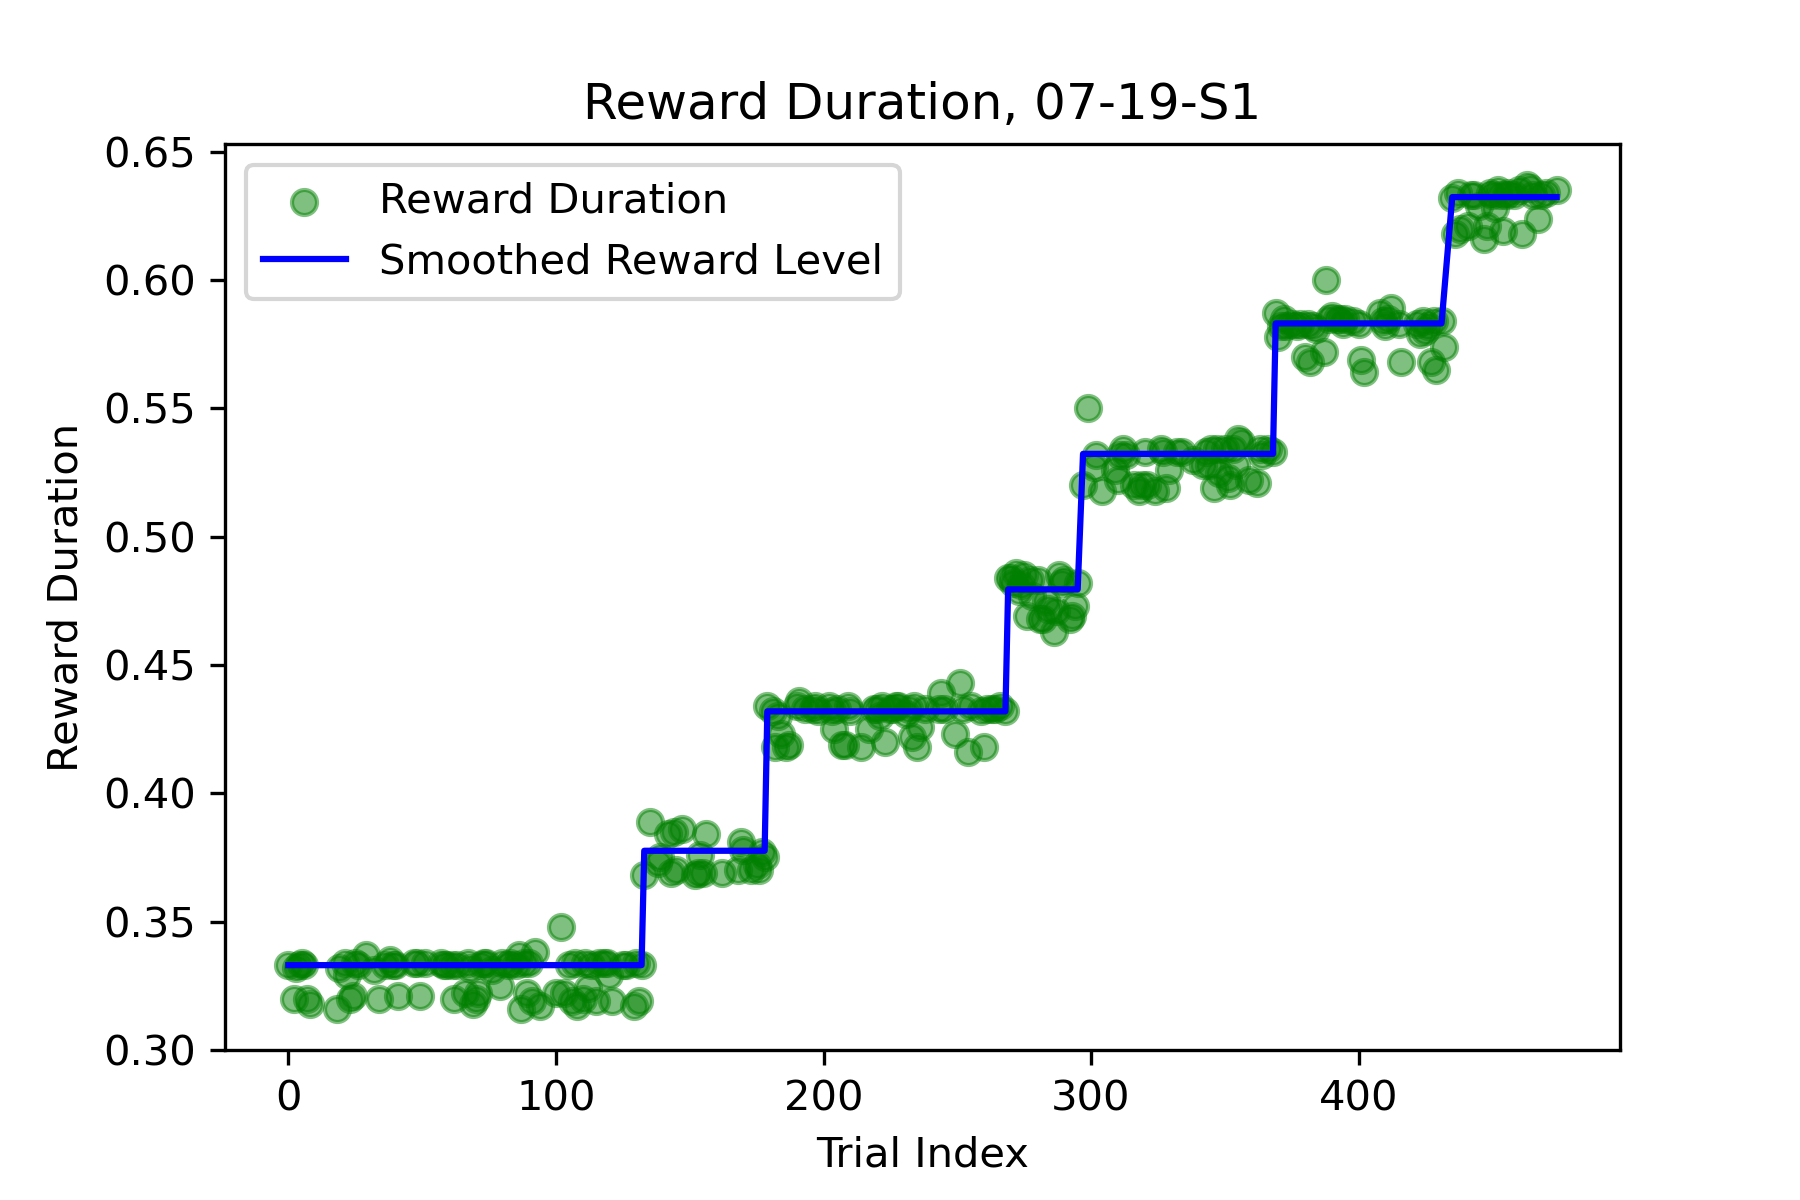 Reward Duration, 07-19-S1
Reward Duration
Smoothed Reward Level
0.65
0.60
0.55
0.50
0.45
0.40
0.35
0.30
Reward Duration
0 100 200 300 400
Trial Index